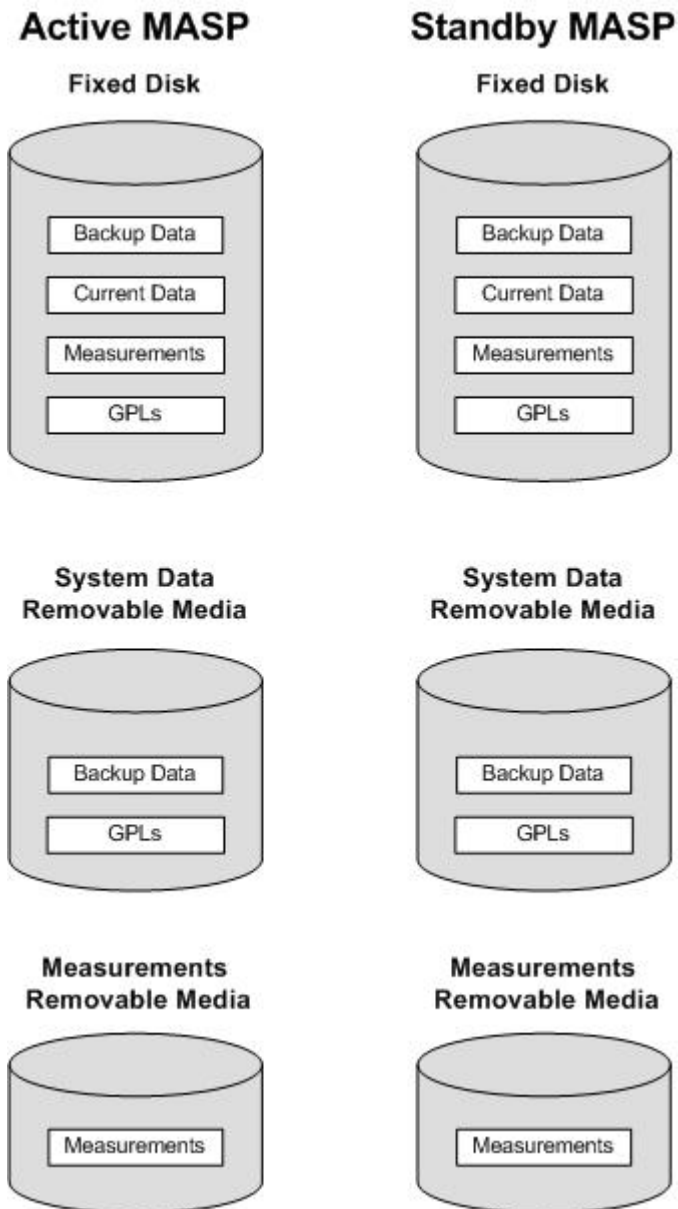 Active MASP
Standby MASP
Fixed Disk
Fixed Disk
Backup Data
Backup Data
Current Data
Current Data
Measurements
Measurements
GPLs
GPLs
System Data
Removable Media
System Data
Removable Media
Backup Data
Backup Data
GPLs
GPLs
Measurements
Removable Media
Measurements
Removable Media
Measurements
Measurements